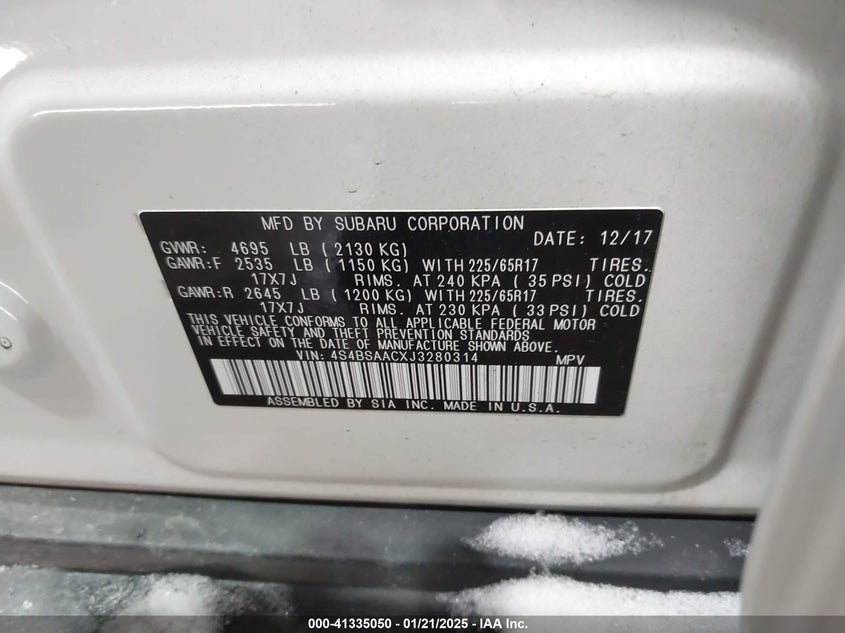 MFD BY SUBARU CORPORATION
DATE: 12/17
GVWR: 4695 LB ( 2130 KG)
GAWR:F 2535 LB ( 1150 KG) WITH 225/65R17 TIRES.
17X7J RIMS. AT 240 KPA ( 35 PSI) COLD
GAWR:R 2645 LB ( 1200 KG) WITH 225/65R17 TIRES.
17X7J RIMS. AT 230 KPA ( 33 PSI) COLD
THIS VEHICLE CONFORMS TO ALL APPLICABLE FEDERAL MOTOR
VEHICLE SAFETY AND THEFT PREVENTION STANDARDS
IN EFFECT ON THE DATE OF MANUFACTURE SHOWN ABOVE.
VIN: 4S4BSAACXJ3280314 MPV
ASSEMBLED BY SIA INC. MADE IN U.S.A.
000-41335050 - 01/21/2025 - IAA Inc.